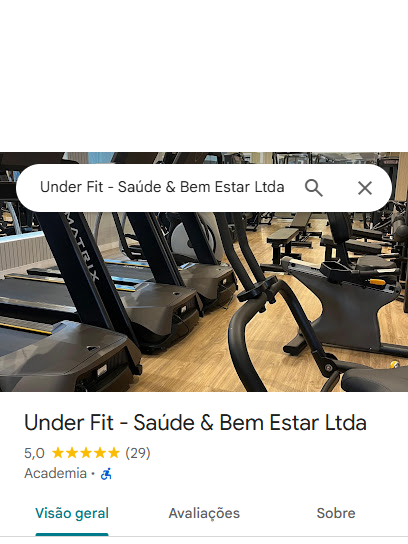 Under Fit - Saúde & Bem Estar Ltda
MATRIX
Under Fit - Saúde & Bem Estar Ltda
5,0 (29)
Academia ·
Visão geral Avaliações Sobre